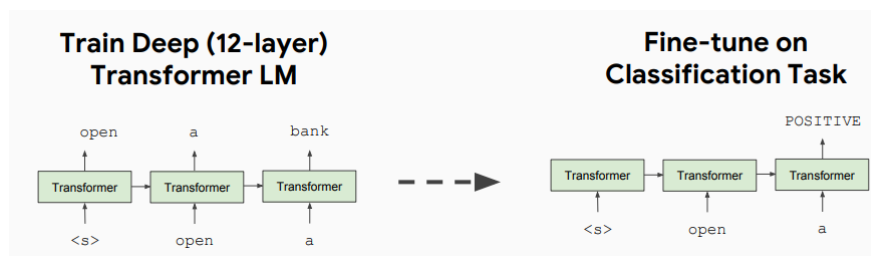 Train Deep (12-layer)
Transformer LM
open a bank
Transformer Transformer Transformer
<s> open a
Fine-tune on
Classification Task
POSITIVE
Transformer Transformer Transformer
<s> open a